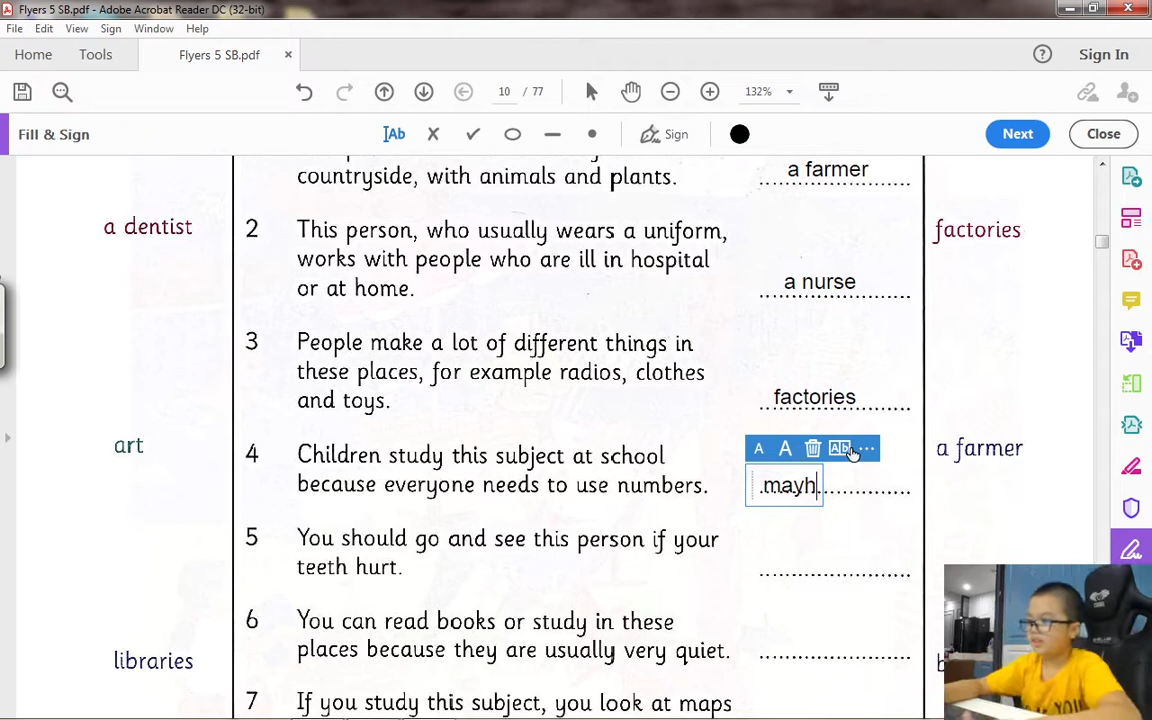 Flyers 5 SB.pdf - Adobe Acrobat Reader DC (32-bit)
File Edit View Sign Window Help
Home Tools Flyers 5 SB.pdf × Sign In
10 / 77 132%
Fill & Sign Ab Sign Next Close
countryside, with animals and plants. a farmer
a dentist
2 This person, who usually wears a uniform,
works with people who are ill in hospital
or at home. a nurse
factories
3 People make a lot of different things in
these places, for example radios, clothes
and toys. factories
art
4 Children study this subject at school
because everyone needs to use numbers. mayh
A A Ab ...
a farmer
5 You should go and see this person if your
teeth hurt.
6 You can read books or study in these
places because they are usually very quiet.
libraries
7 If you study this subject, you look at maps